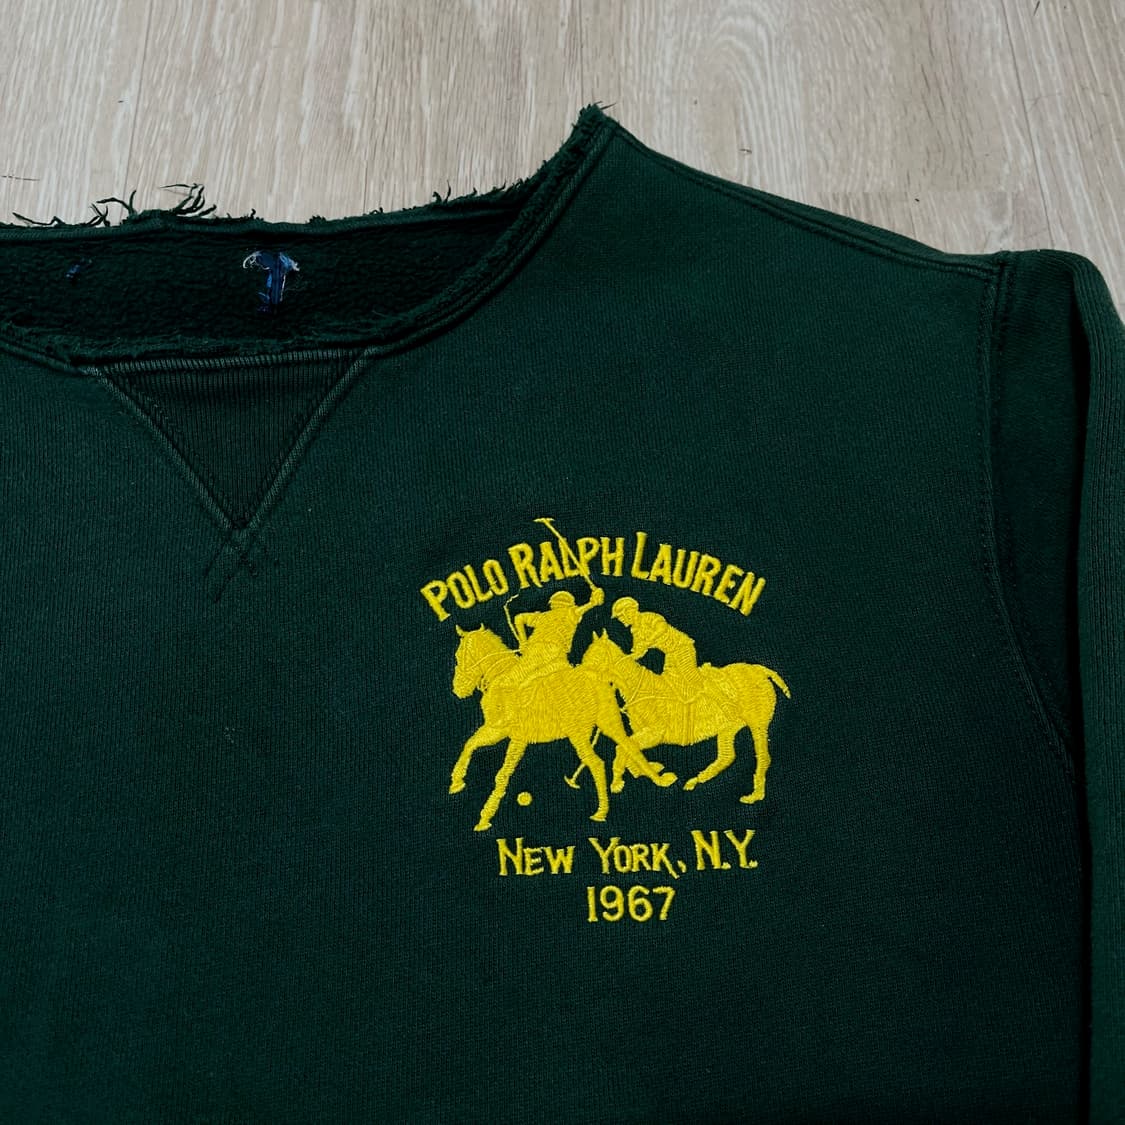 POLO RALPH LAUREN
NEW YORK, N.Y.
1967